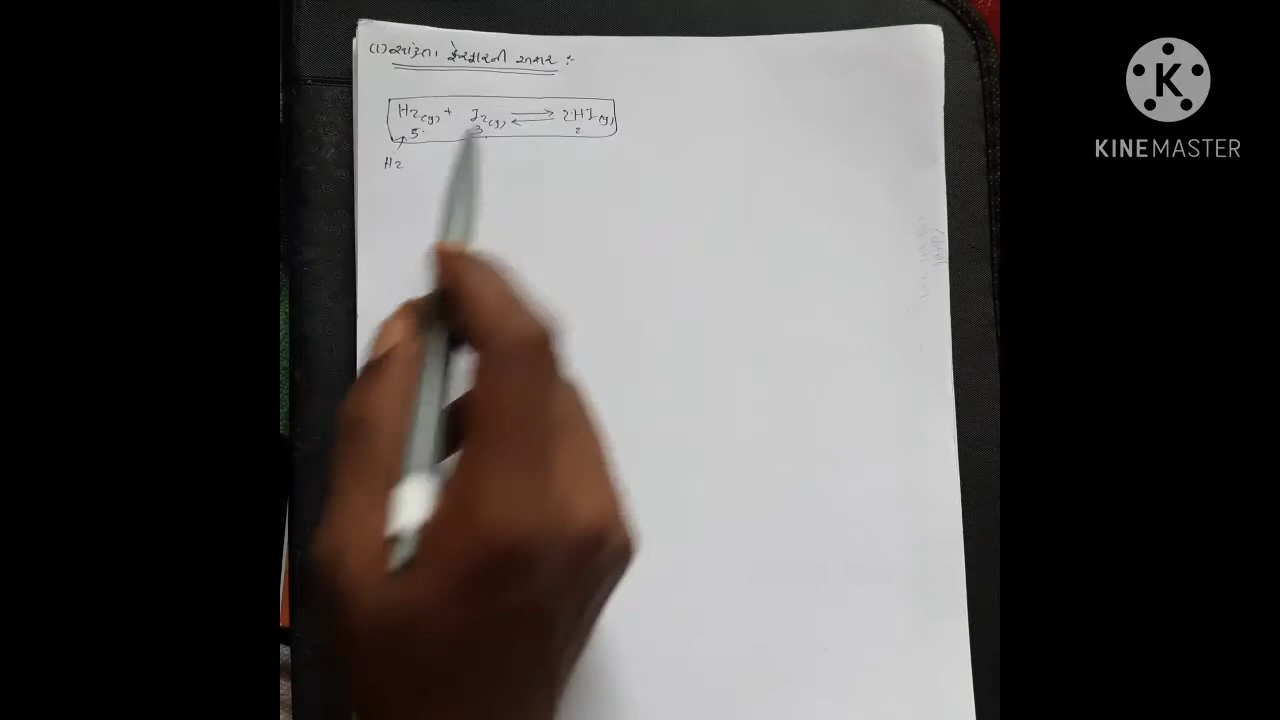 (1) સાંદ્રતા ફેરફારની અસર :-
H2(g) + I2(g) ⇌ 2HI(g)
5 3 2
H2
K
KINEMASTER